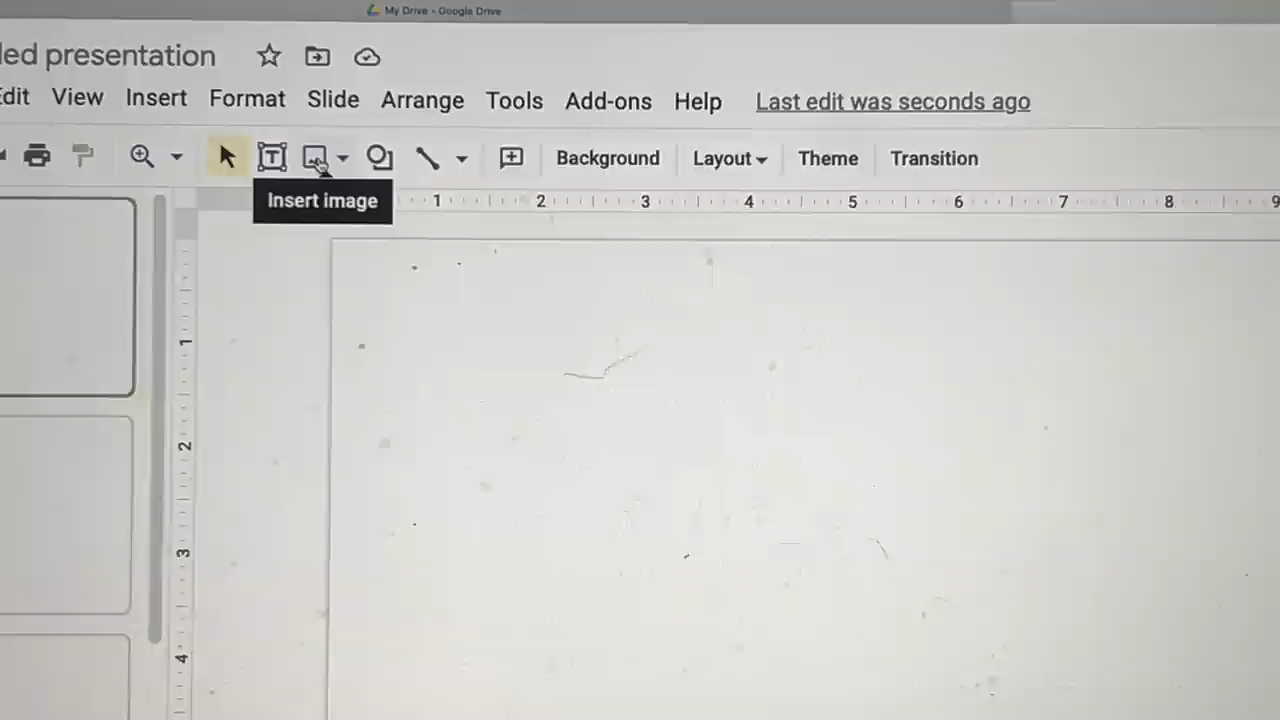 My Drive - Google Drive
led presentation
Edit View Insert Format Slide Arrange Tools Add-ons Help Last edit was seconds ago
Background Layout Theme Transition
Insert image
1 2 3 4 5 6 7 8 9
1
2
3
4